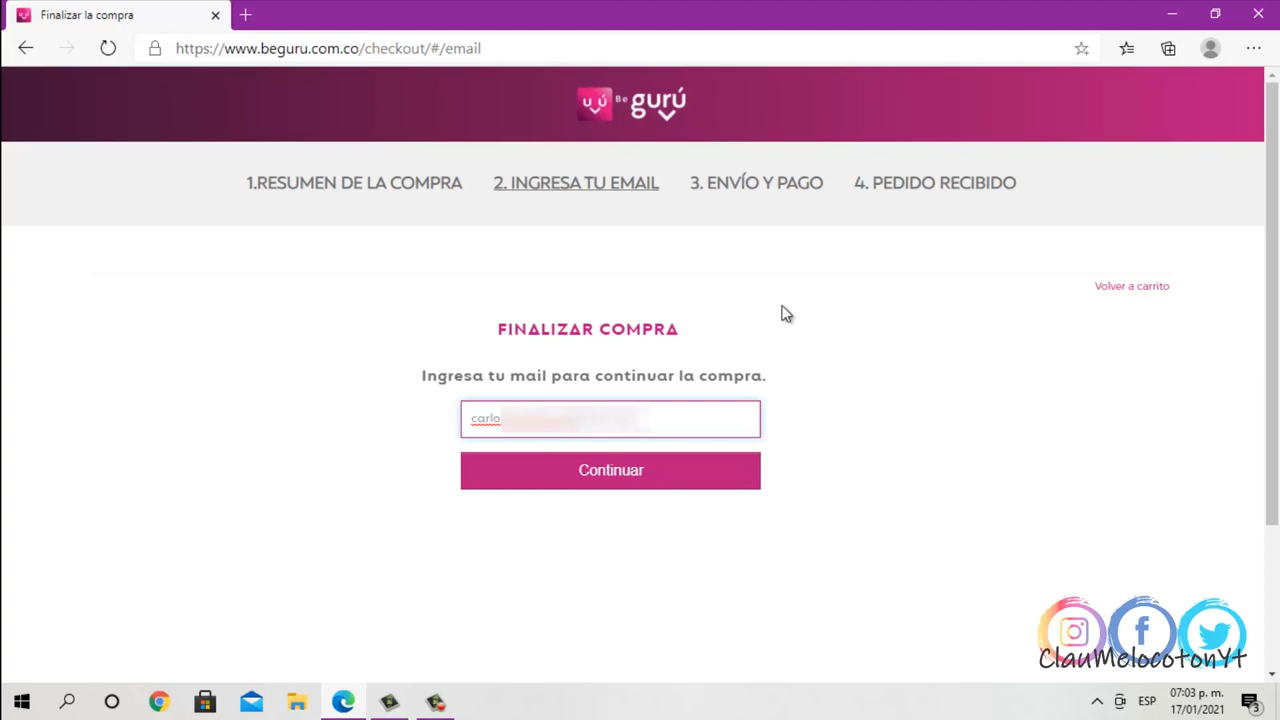 Finalizar la compra
https://www.beguru.com.co/checkout/#/email
Be gurú
1.RESUMEN DE LA COMPRA
2. INGRESA TU EMAIL
3. ENVÍO Y PAGO
4. PEDIDO RECIBIDO
Volver a carrito
FINALIZAR COMPRA
Ingresa tu mail para continuar la compra.
carlo
Continuar
ClauMelocotonYt
ESP
07:03 p. m.
17/01/2021
3